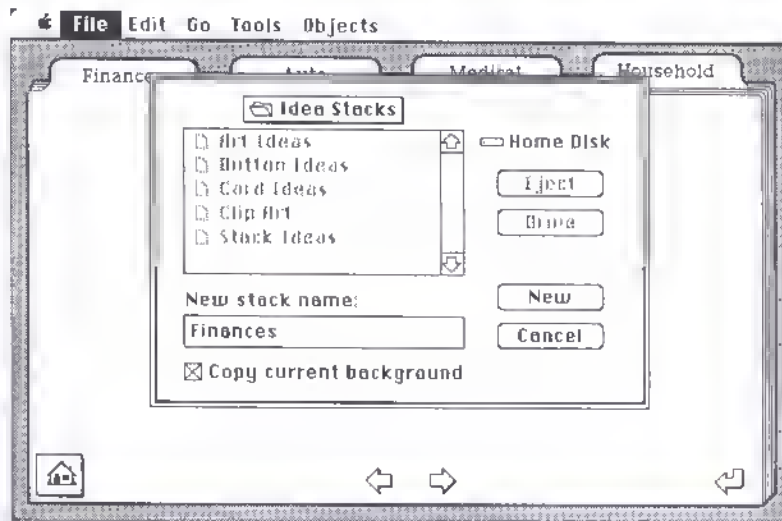 File Edit Go Tools Objects
Finance Auto Medical Household
Idea Stacks
Art Ideas
Button Ideas
Card Ideas
Clip Art
Stack Ideas
Home Disk
Eject
Drive
New stack name:
Finances
New
Cancel
Copy current background